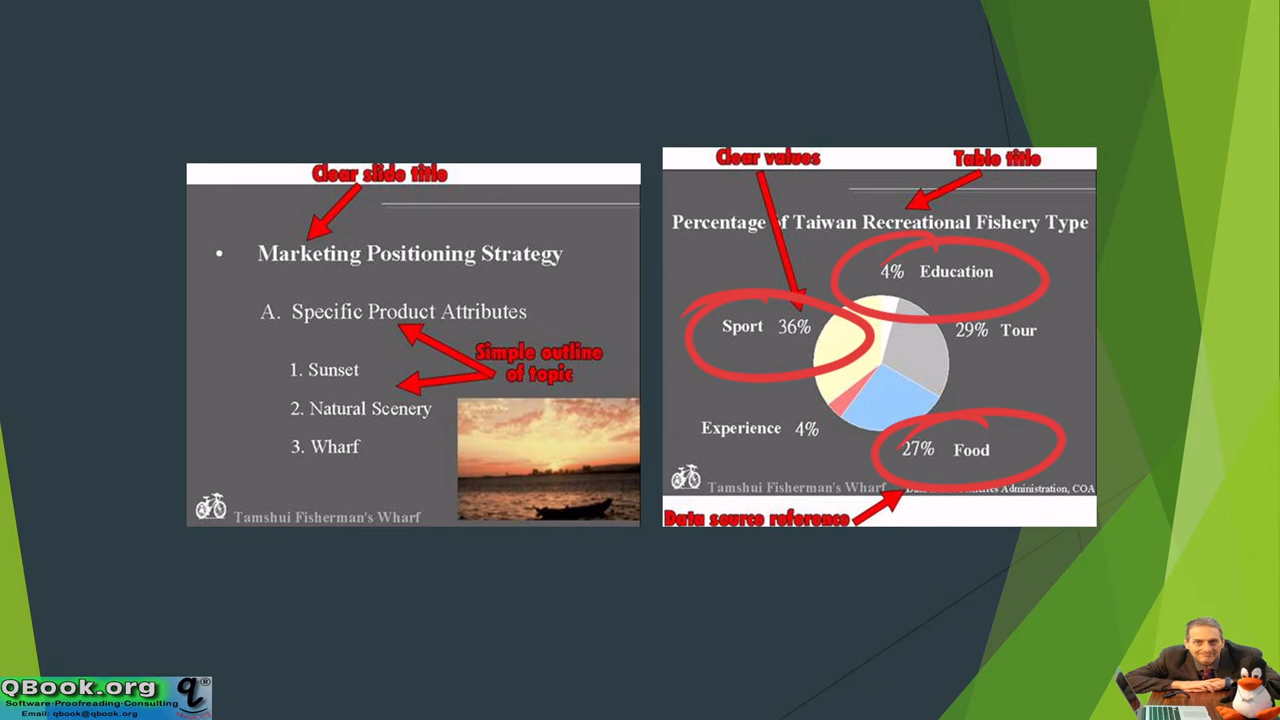 Clear slide title
• Marketing Positioning Strategy
A. Specific Product Attributes
Simple outline
of topic
1. Sunset
2. Natural Scenery
3. Wharf
Tamshui Fisherman's Wharf
Clear values
Table title
Percentage of Taiwan Recreational Fishery Type
4% Education
Sport 36%
29% Tour
Experience 4%
27% Food
Tamshui Fisherman's Wharf
Administration, COA
Data source reference
QBook.org
q®
Software·Proofreading·Consulting
Email: qbook@qbook.org